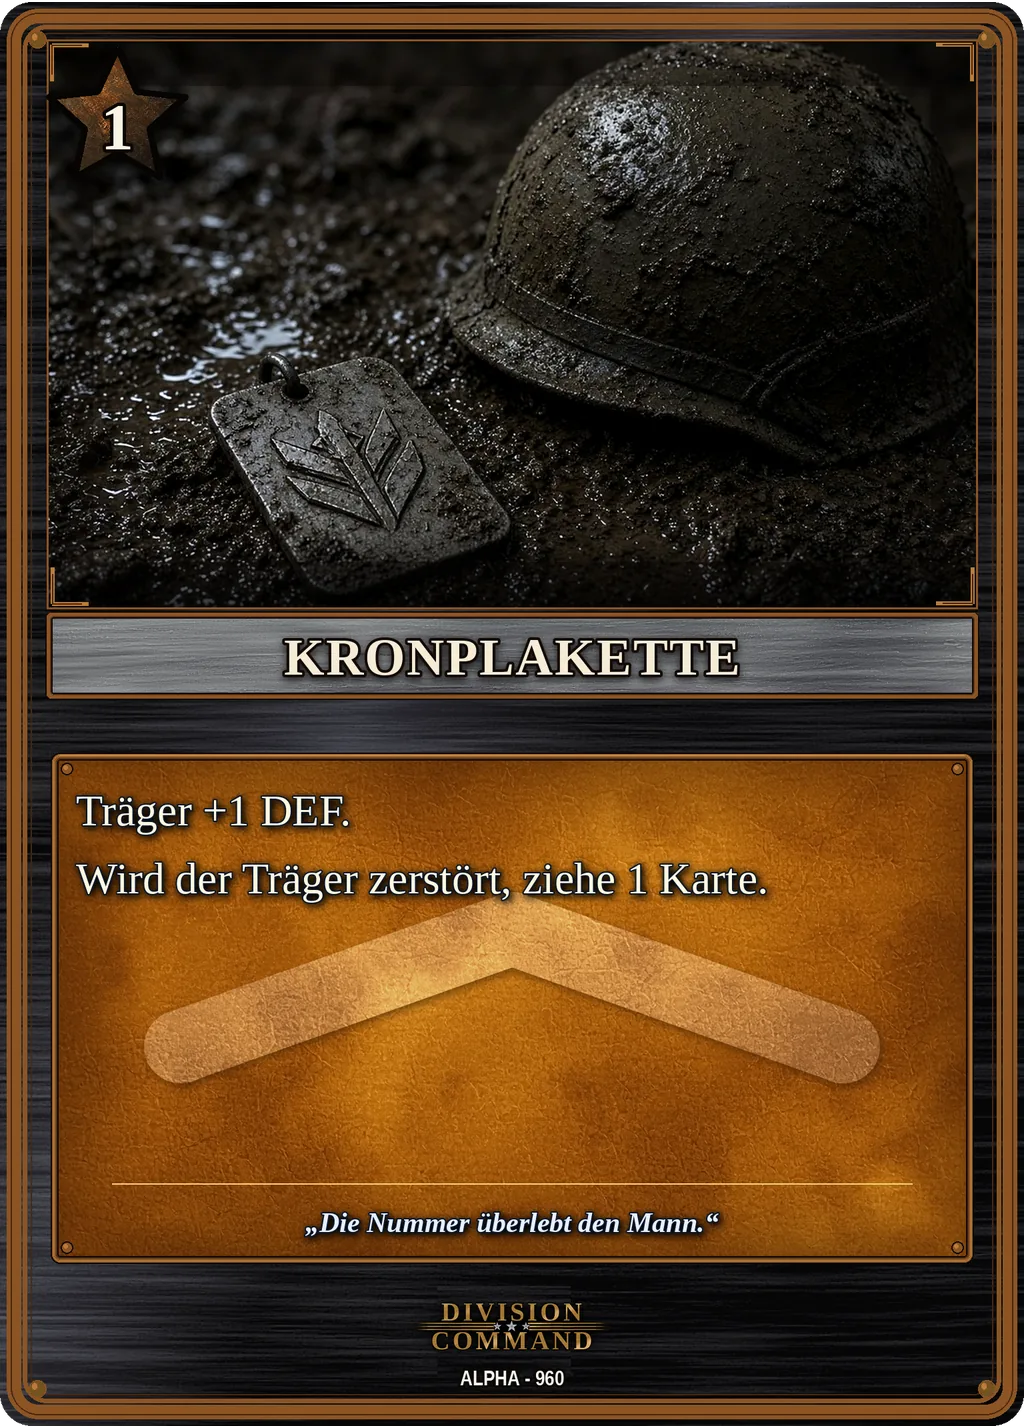 1
KRONPLAKETTE
Träger +1 DEF.
Wird der Träger zerstört, ziehe 1 Karte.
„Die Nummer überlebt den Mann.“
DIVISION
COMMAND
ALPHA - 960